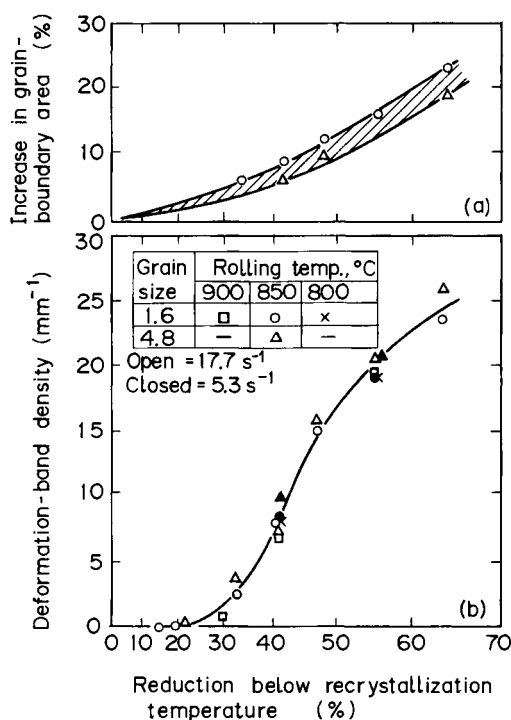 Increase in grain-
boundary area (%)
30
20
10
0
(a)
Deformation-band density (mm⁻¹)
30
25
20
15
10
5
0
Grain size
Rolling temp., °C
900 850 800
1.6 □ ○ ×
4.8 — △ —
Open = 17.7 s⁻¹
Closed = 5.3 s⁻¹
(b)
0 10 20 30 40 50 60 70
Reduction below recrystallization
temperature (%)